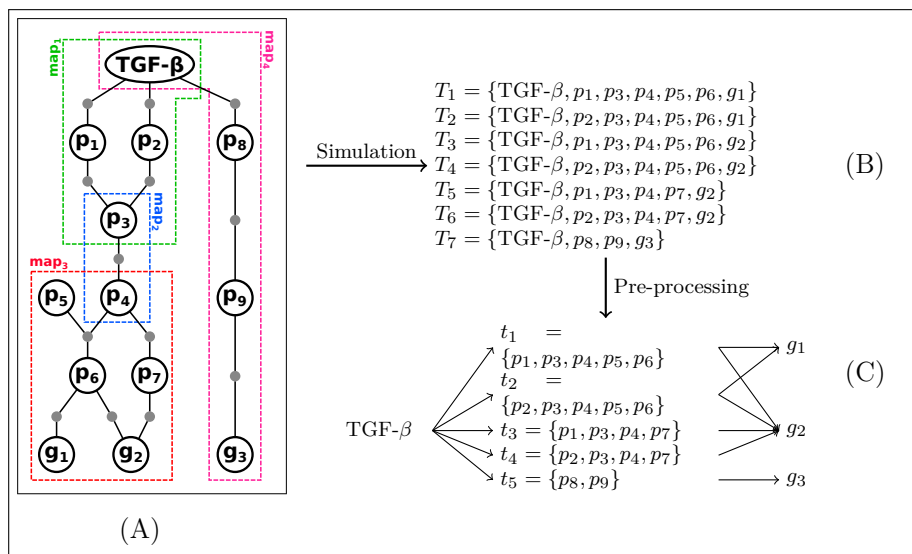 map₁
map₄
TGF-β
p₁
p₂
p₈
p₃
map₂
map₃
p₅
p₄
p₉
p₆
p₇
g₁
g₂
g₃
(A)
Simulation
T₁ = {TGF-β, p₁, p₃, p₄, p₅, p₆, g₁}
T₂ = {TGF-β, p₂, p₃, p₄, p₅, p₆, g₁}
T₃ = {TGF-β, p₁, p₃, p₄, p₅, p₆, g₂}
T₄ = {TGF-β, p₂, p₃, p₄, p₅, p₆, g₂}
T₅ = {TGF-β, p₁, p₃, p₄, p₇, g₂}
T₆ = {TGF-β, p₂, p₃, p₄, p₇, g₂}
T₇ = {TGF-β, p₈, p₉, g₃}
(B)
Pre-processing
TGF-β
t₁ =
{p₁, p₃, p₄, p₅, p₆}
t₂ =
{p₂, p₃, p₄, p₅, p₆}
t₃ = {p₁, p₃, p₄, p₇}
t₄ = {p₂, p₃, p₄, p₇}
t₅ = {p₈, p₉}
g₁
g₂
g₃
(C)